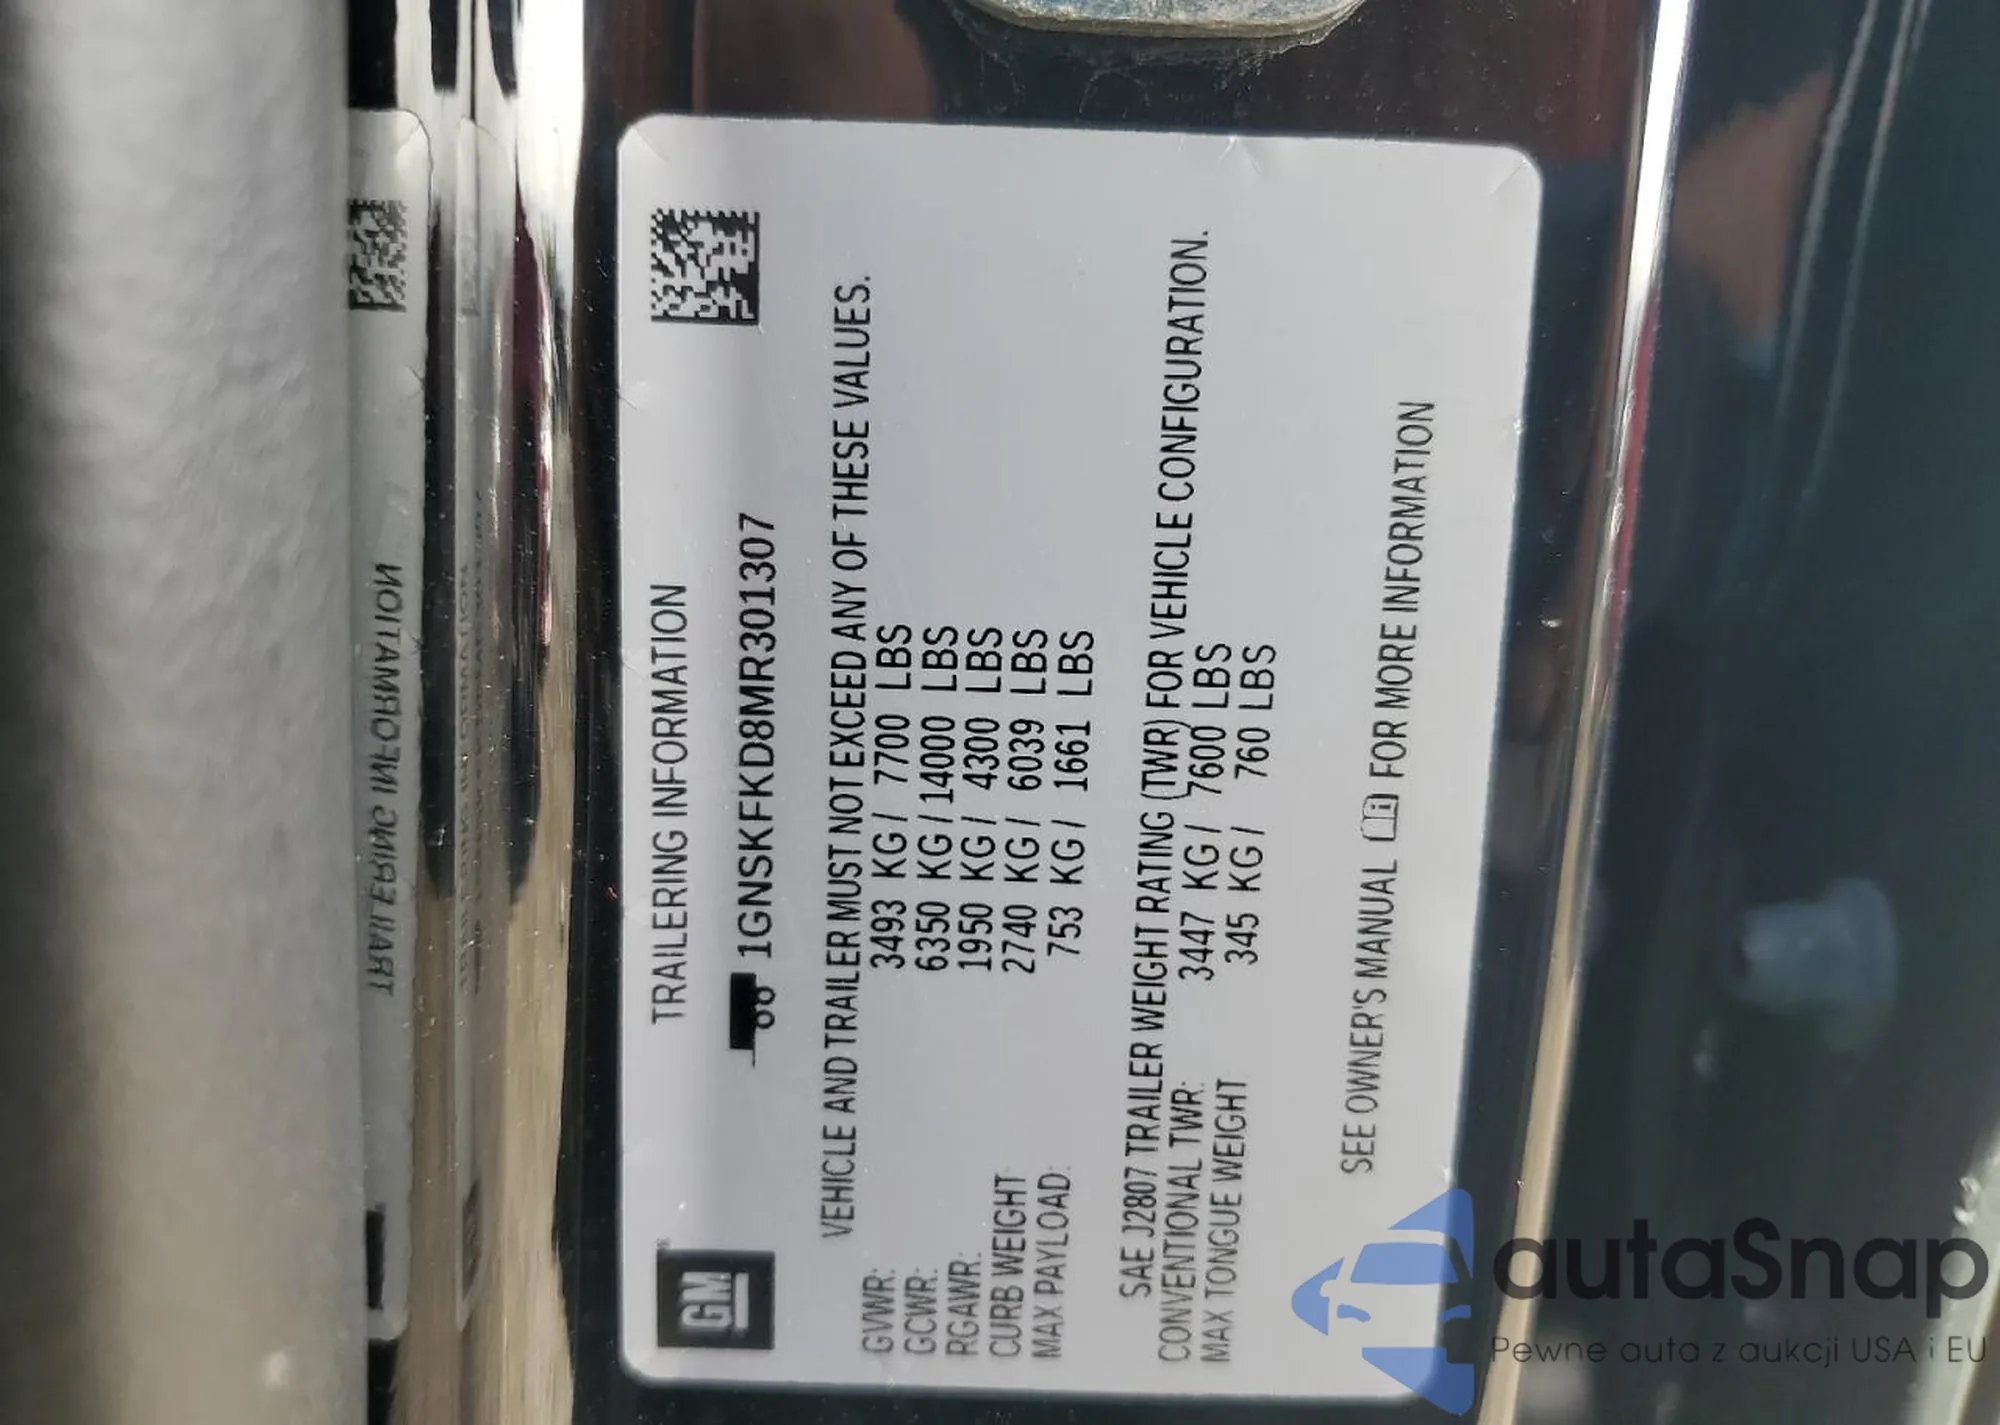 GM
TRAILERING INFORMATION
1GNSKFKD8MR301307
VEHICLE AND TRAILER MUST NOT EXCEED ANY OF THESE VALUES.
GVWR: 3493 KG / 7700 LBS
GCWR: 6350 KG / 14000 LBS
RGAWR: 1950 KG / 4300 LBS
CURB WEIGHT 2740 KG / 6039 LBS
MAX PAYLOAD: 753 KG / 1661 LBS
SAE J2807 TRAILER WEIGHT RATING (TWR) FOR VEHICLE CONFIGURATION.
CONVENTIONAL TWR: 3447 KG / 7600 LBS
MAX TONGUE WEIGHT 345 KG / 760 LBS
SEE OWNER'S MANUAL FOR MORE INFORMATION
TRAILERING INFORMATION
autaSnap
Pewne auta z aukcji USA i EU